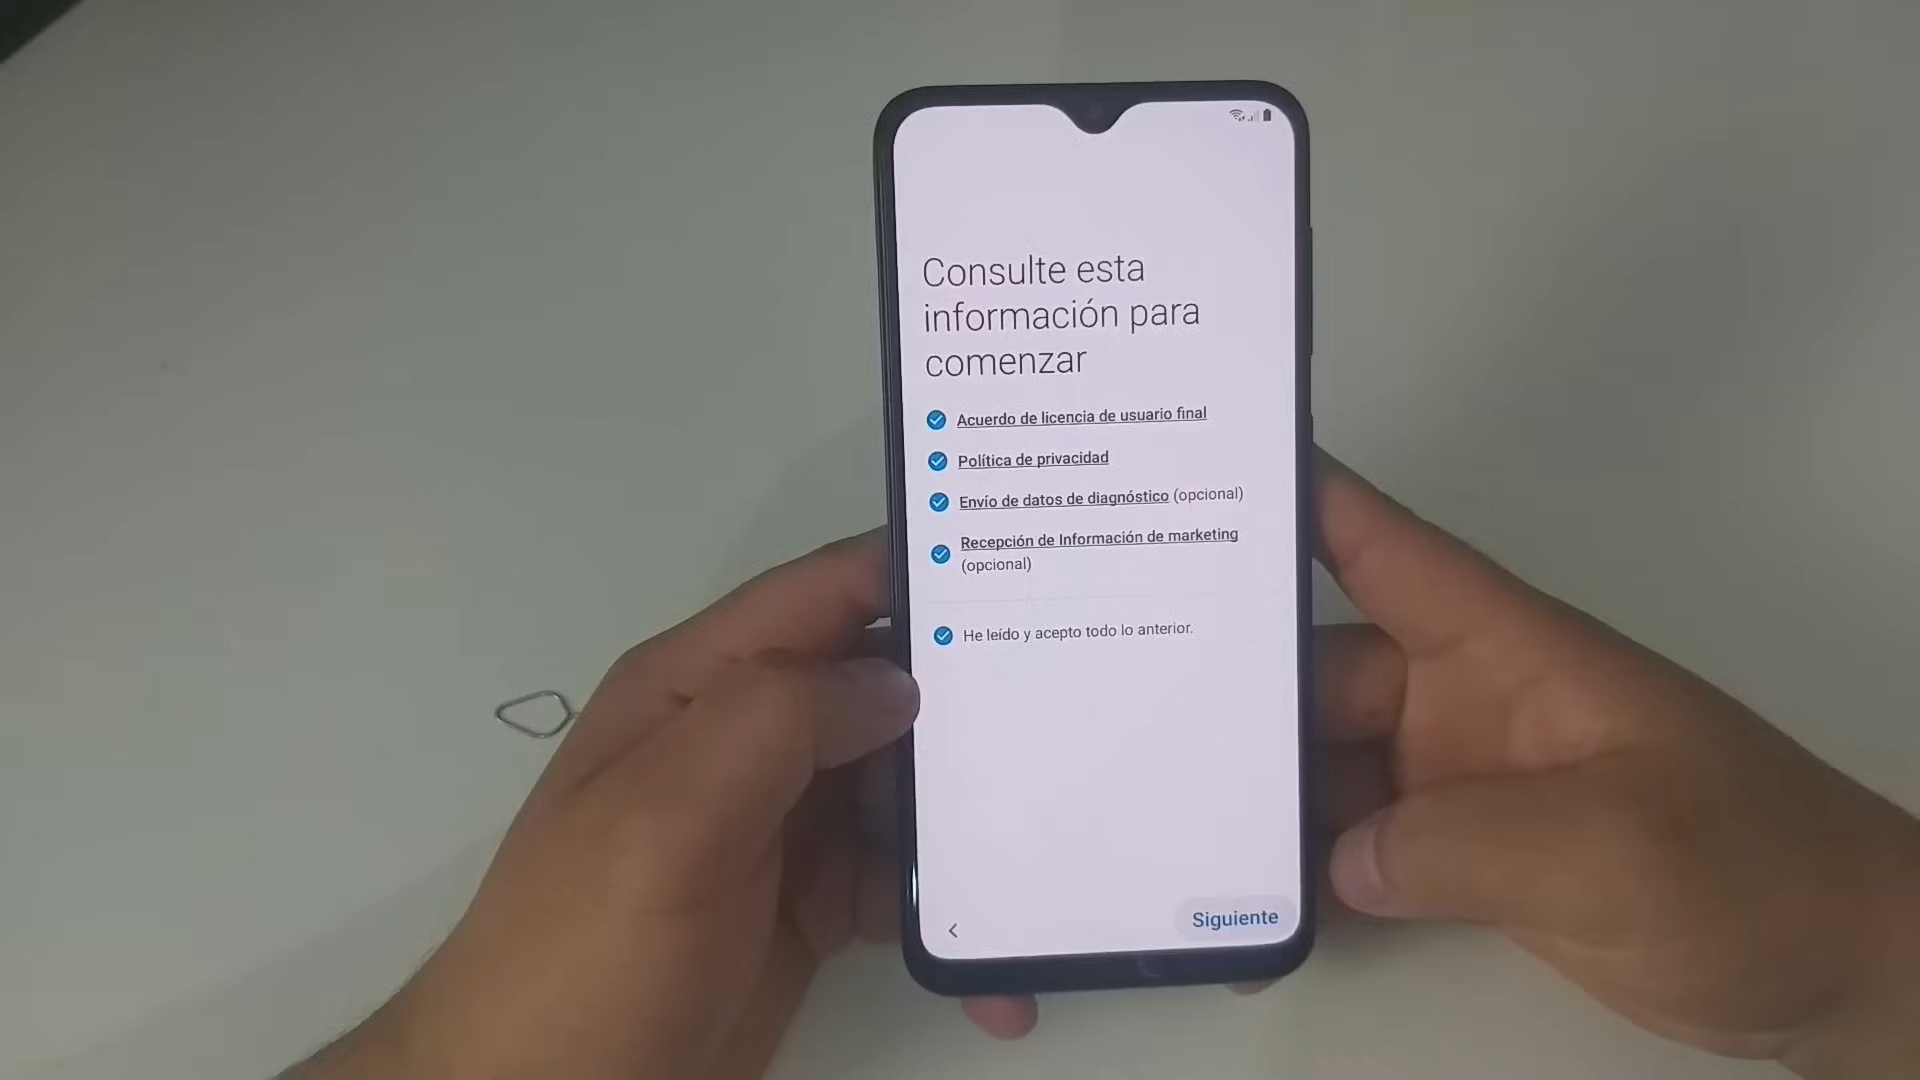 Consulte esta
información para
comenzar
Acuerdo de licencia de usuario final
Política de privacidad
Envío de datos de diagnóstico (opcional)
Recepción de Información de marketing
(opcional)
He leído y acepto todo lo anterior.
Siguiente